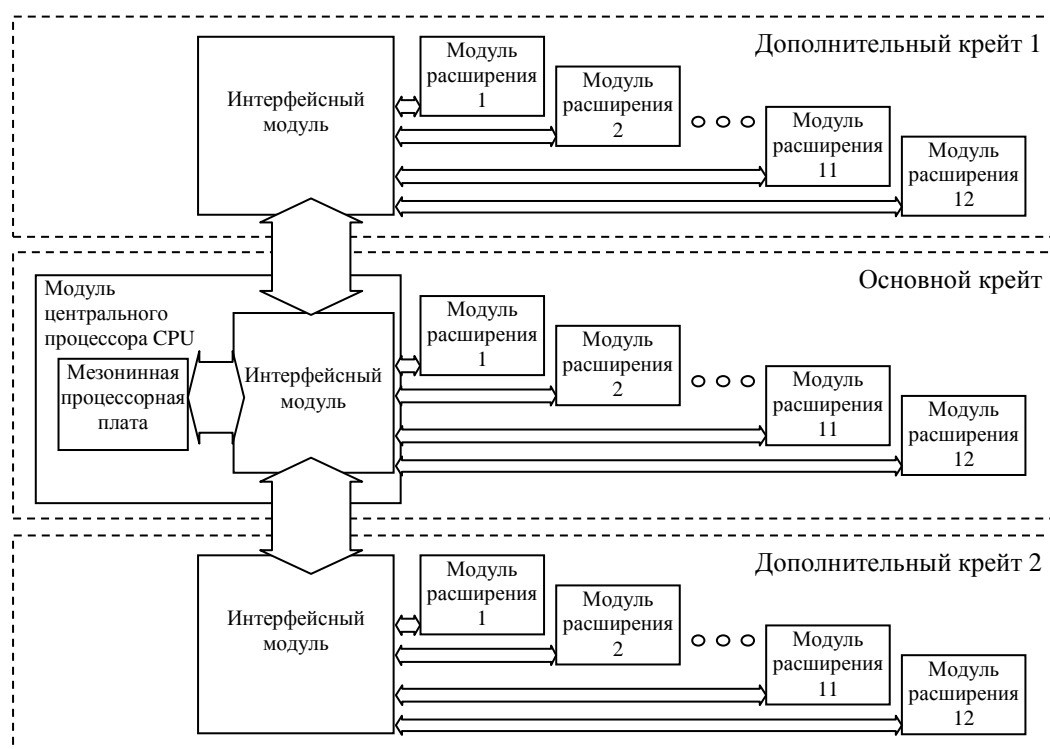 Дополнительный крейт 1
Интерфейсный
модуль
Модуль
расширения
1
Модуль
расширения
2
Модуль
расширения
11
Модуль
расширения
12
Основной крейт
Модуль
центрального
процессора CPU
Мезонинная
процессорная
плата
Интерфейсный
модуль
Модуль
расширения
1
Модуль
расширения
2
Модуль
расширения
11
Модуль
расширения
12
Дополнительный крейт 2
Интерфейсный
модуль
Модуль
расширения
1
Модуль
расширения
2
Модуль
расширения
11
Модуль
расширения
12